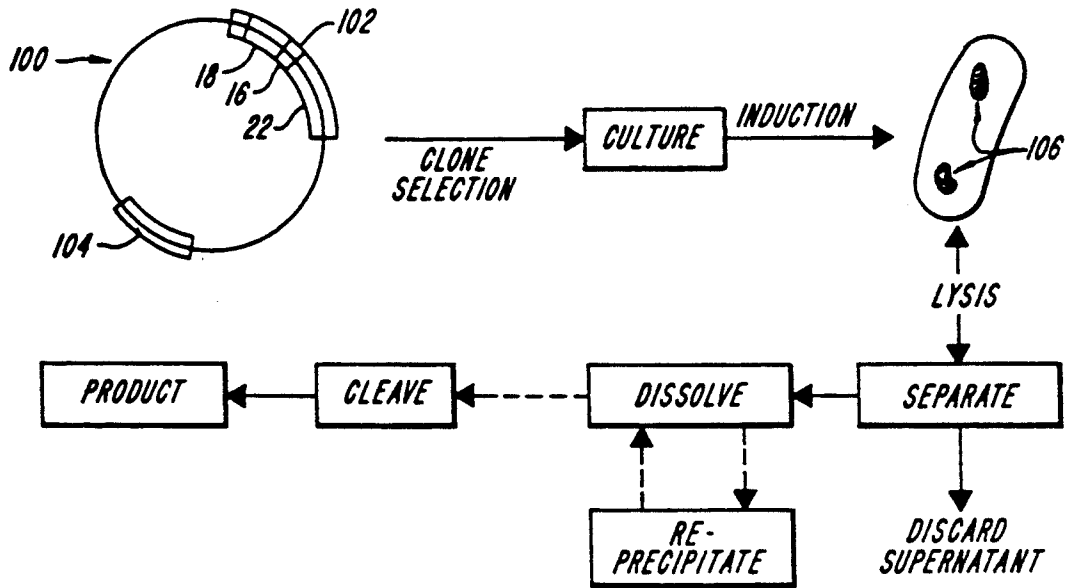 100
102
18
16
22
104
CLONE
SELECTION
CULTURE
INDUCTION
106
LYSIS
PRODUCT
CLEAVE
DISSOLVE
SEPARATE
RE-
PRECIPITATE
DISCARD
SUPERNATANT